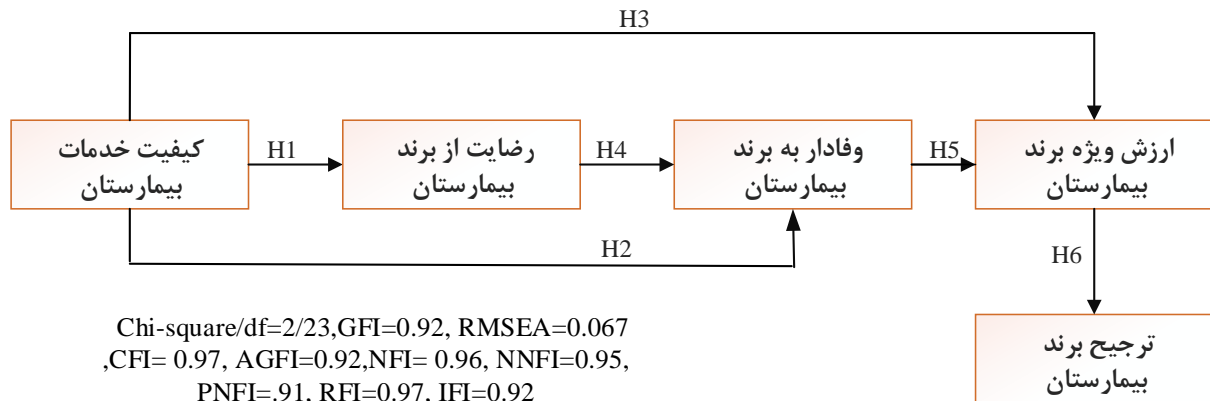 H3
کیفیت خدمات
بیمارستان
H1
رضایت از برند
بیمارستان
H4
وفادار به برند
بیمارستان
H5
ارزش ویژه برند
بیمارستان
H2
H6
Chi-square/df=2/23,GFI=0.92, RMSEA=0.067
,CFI= 0.97, AGFI=0.92,NFI= 0.96, NNFI=0.95,
PNFI=.91, RFI=0.97, IFI=0.92
ترجیح برند
بیمارستان